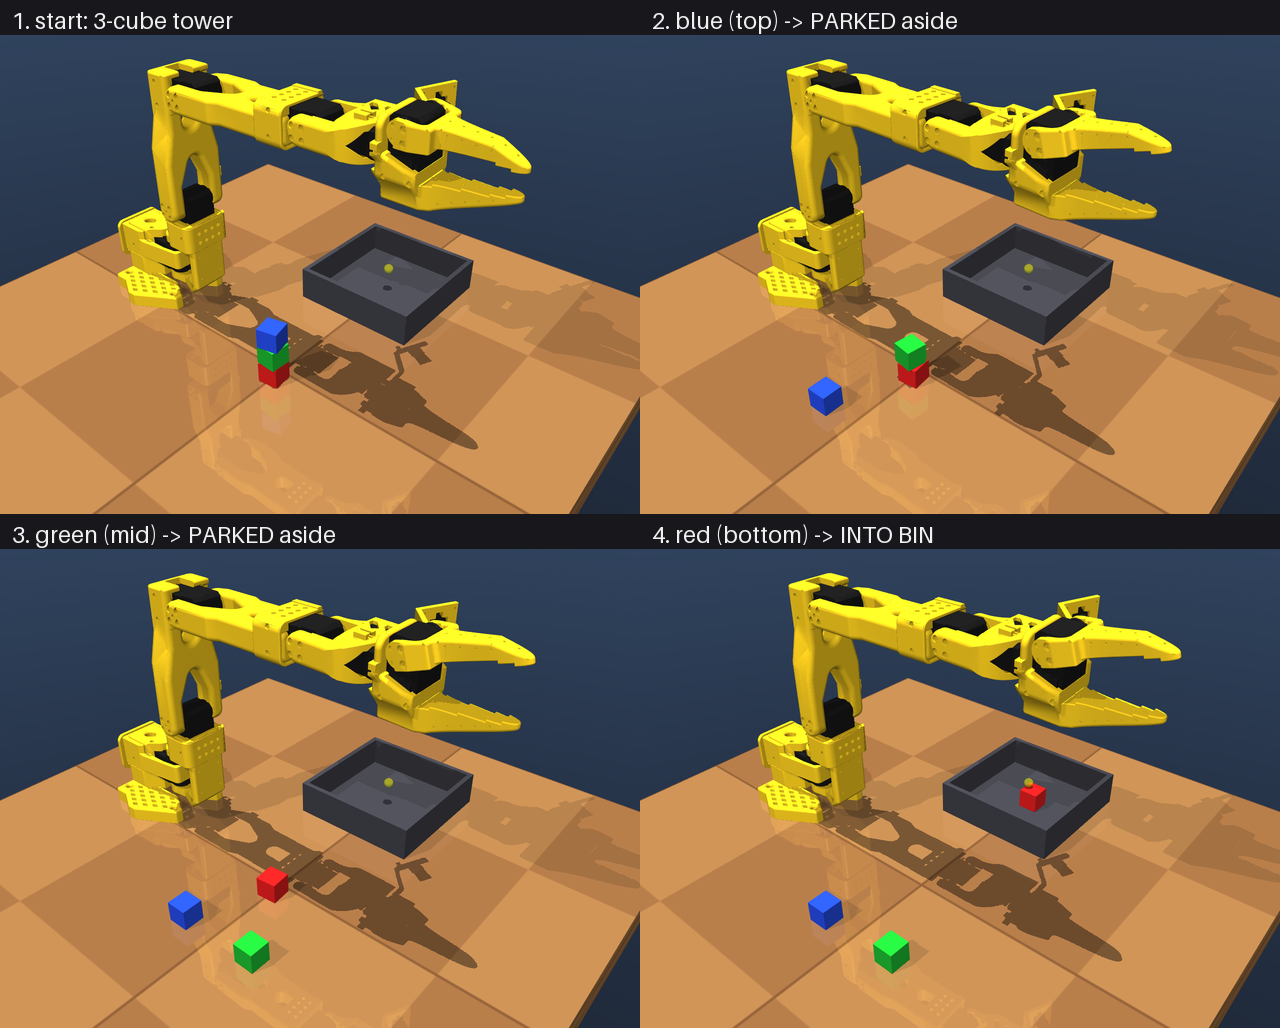 1. start: 3-cube tower
2. blue (top) -> PARKED aside
3. green (mid) -> PARKED aside
4. red (bottom) -> INTO BIN